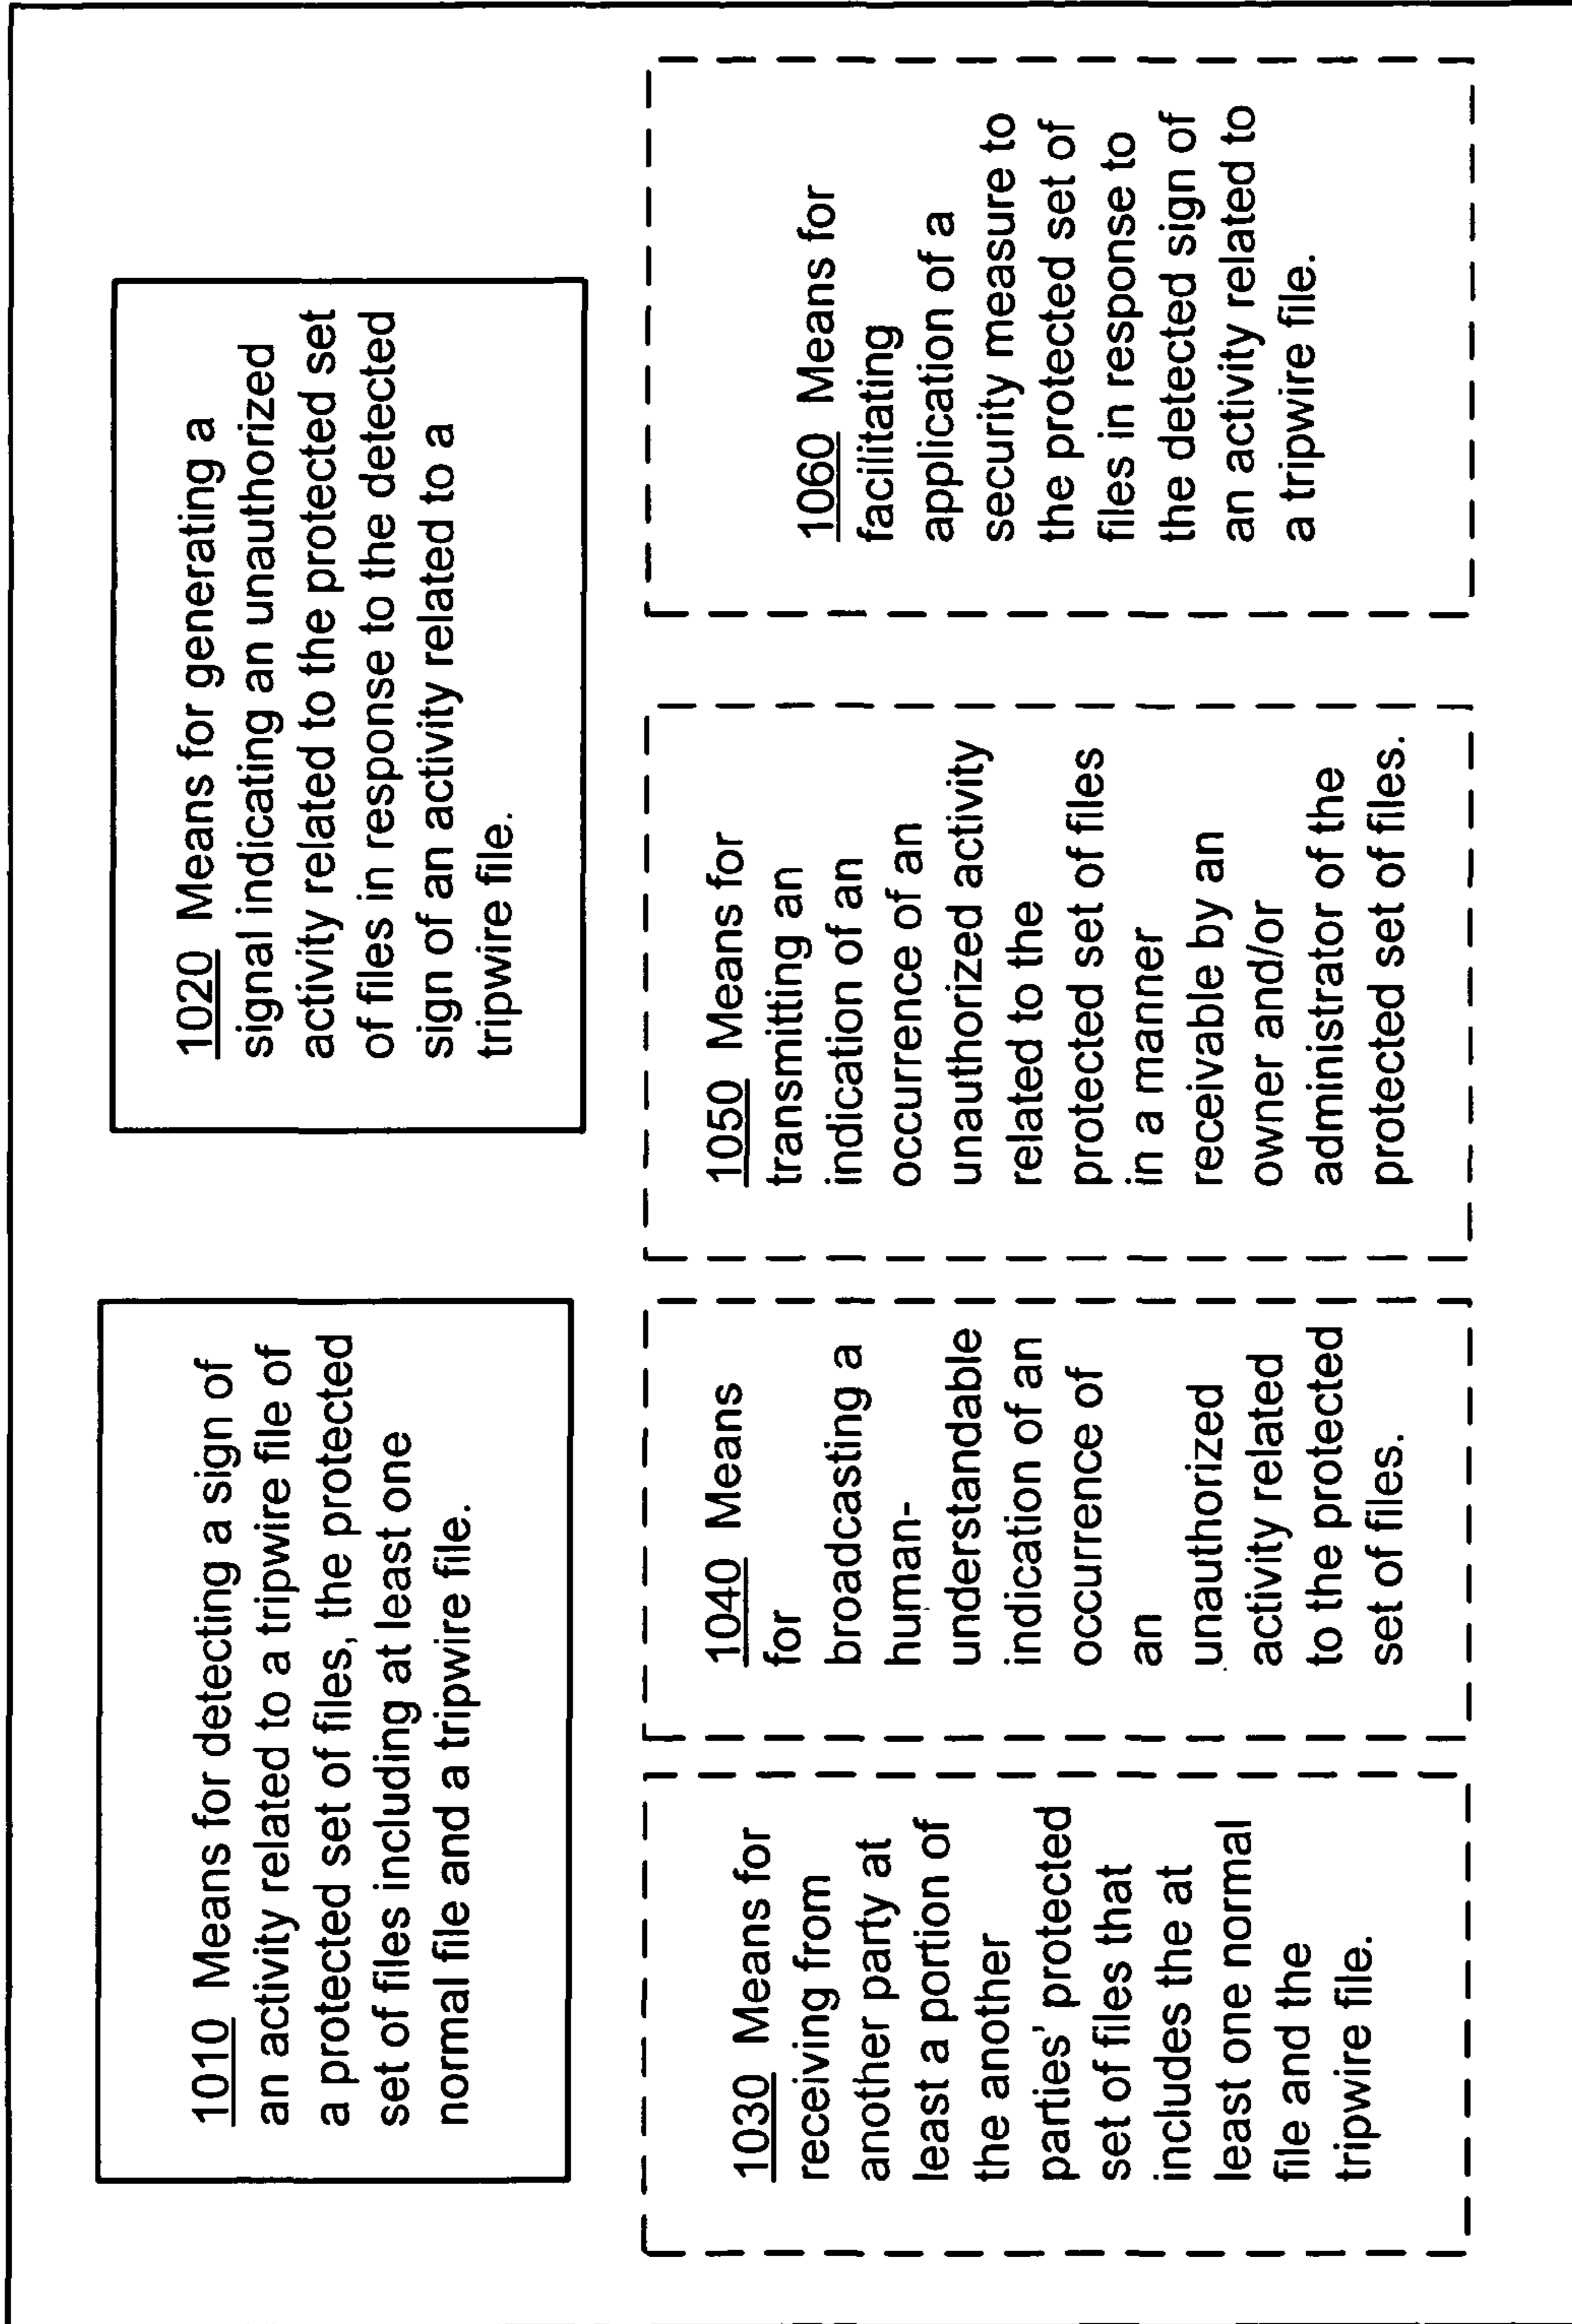 1010 Means for detecting a sign of
an activity related to a tripwire file of
a protected set of files, the protected
set of files including at least one
normal file and a tripwire file.
1020 Means for generating a
signal indicating an unauthorized
activity related to the protected set
of files in response to the detected
sign of an activity related to a
tripwire file.
1030 Means for
receiving from
another party at
least a portion of
the another
parties' protected
set of files that
includes the at
least one normal
file and the
tripwire file.
1040 Means
for
broadcasting a
human-
understandable
indication of an
occurrence of
an
unauthorized
activity related
to the protected
set of files.
1050 Means for
transmitting an
indication of an
occurrence of an
unauthorized activity
related to the
protected set of files
in a manner
receivable by an
owner and/or
administrator of the
protected set of files.
1060 Means for
facilitating
application of a
security measure to
the protected set of
files in response to
the detected sign of
an activity related to
a tripwire file.